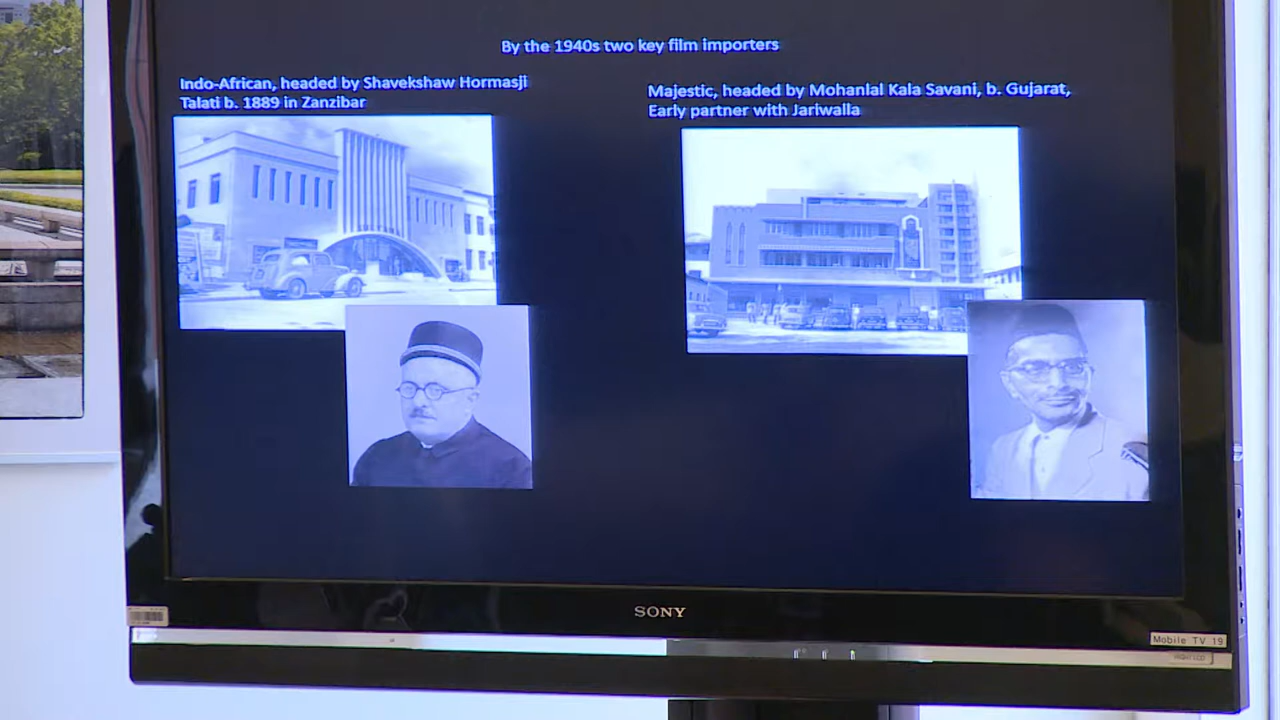 By the 1940s two key film importers
Indo-African, headed by Shavekshaw Hormasji
Talati b. 1889 in Zanzibar
Majestic, headed by Mohanlal Kala Savani, b. Gujarat,
Early partner with Jariwalla
SONY
Mobile TV 19